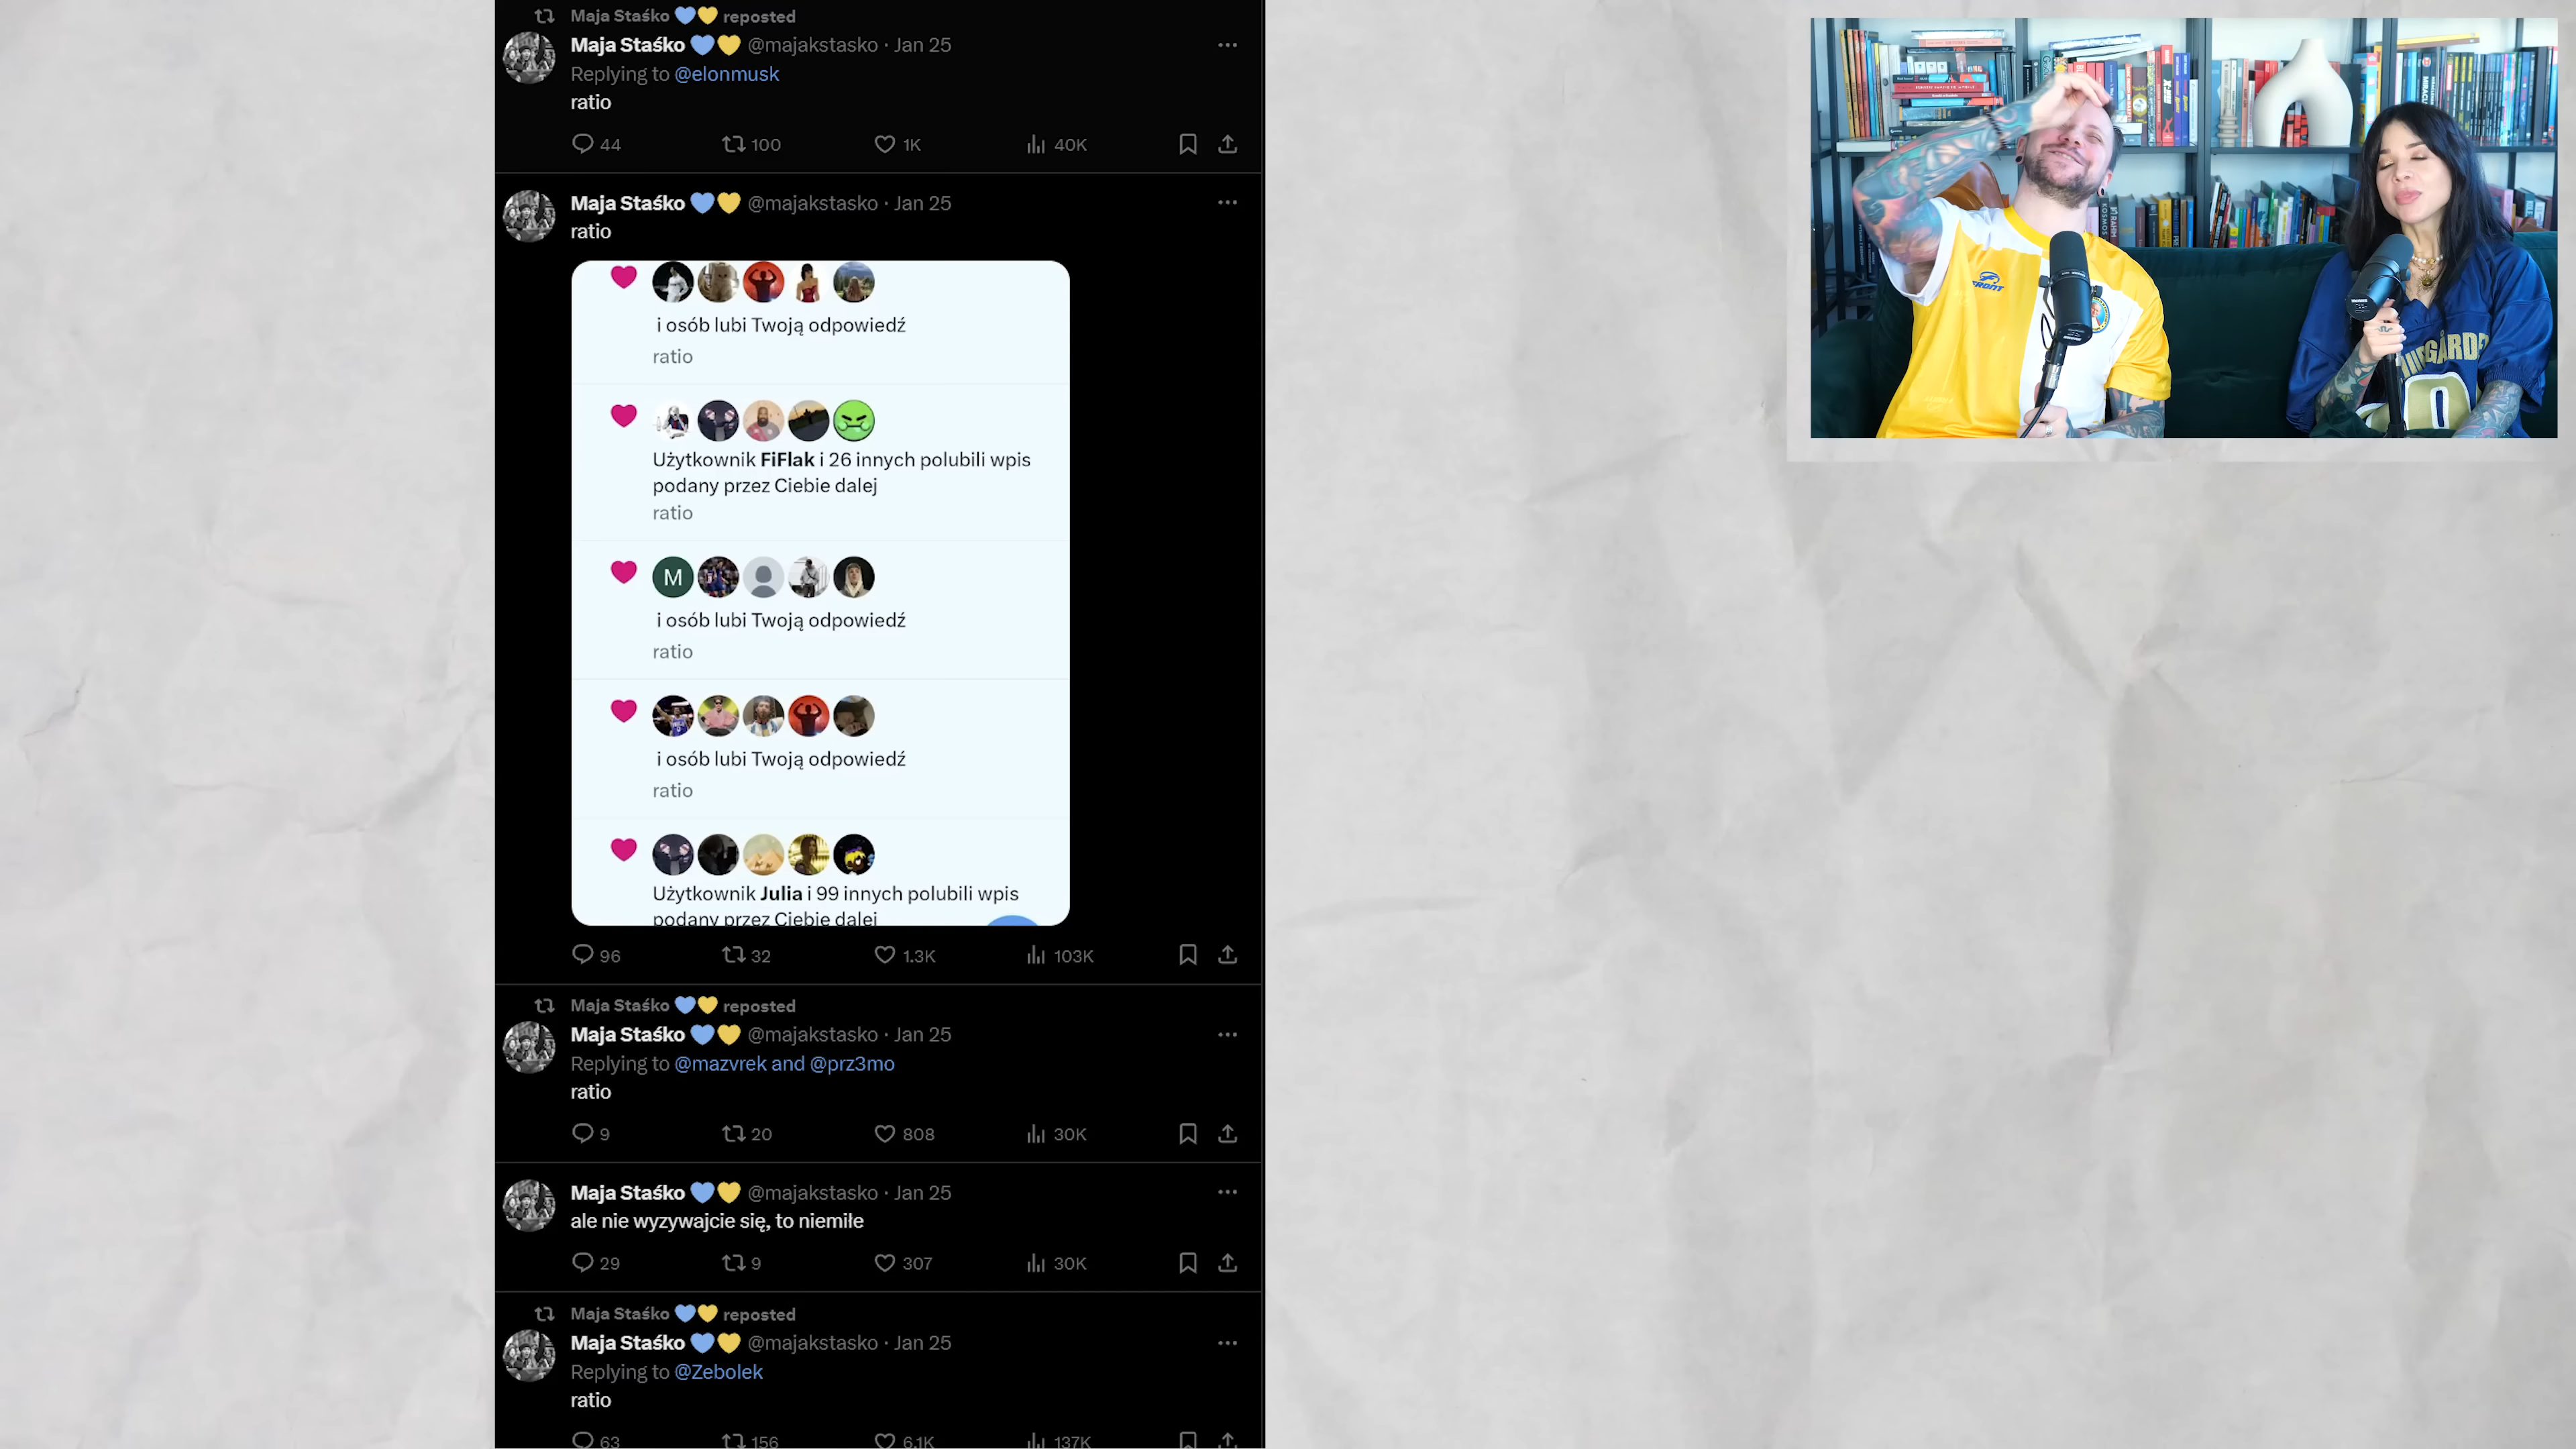 Maja Staśko 💙💛 reposted
Maja Staśko 💙💛 @majakstasko · Jan 25
Replying to @elonmusk
ratio
44 100 1K 40K
Maja Staśko 💙💛 @majakstasko · Jan 25
ratio
i osób lubi Twoją odpowiedź
ratio
Użytkownik FiFlak i 26 innych polubili wpis
podany przez Ciebie dalej
ratio
M
i osób lubi Twoją odpowiedź
ratio
i osób lubi Twoją odpowiedź
ratio
Użytkownik Julia i 99 innych polubili wpis
podany przez Ciebie dalej
96 32 1.3K 103K
Maja Staśko 💙💛 reposted
Maja Staśko 💙💛 @majakstasko · Jan 25
Replying to @mazvrek and @prz3mo
ratio
9 20 808 30K
Maja Staśko 💙💛 @majakstasko · Jan 25
ale nie wyzywajcie się, to niemiłe
29 9 307 30K
Maja Staśko 💙💛 reposted
Maja Staśko 💙💛 @majakstasko · Jan 25
Replying to @Zebolek
ratio
63 156 6.1K 137K
FRONT